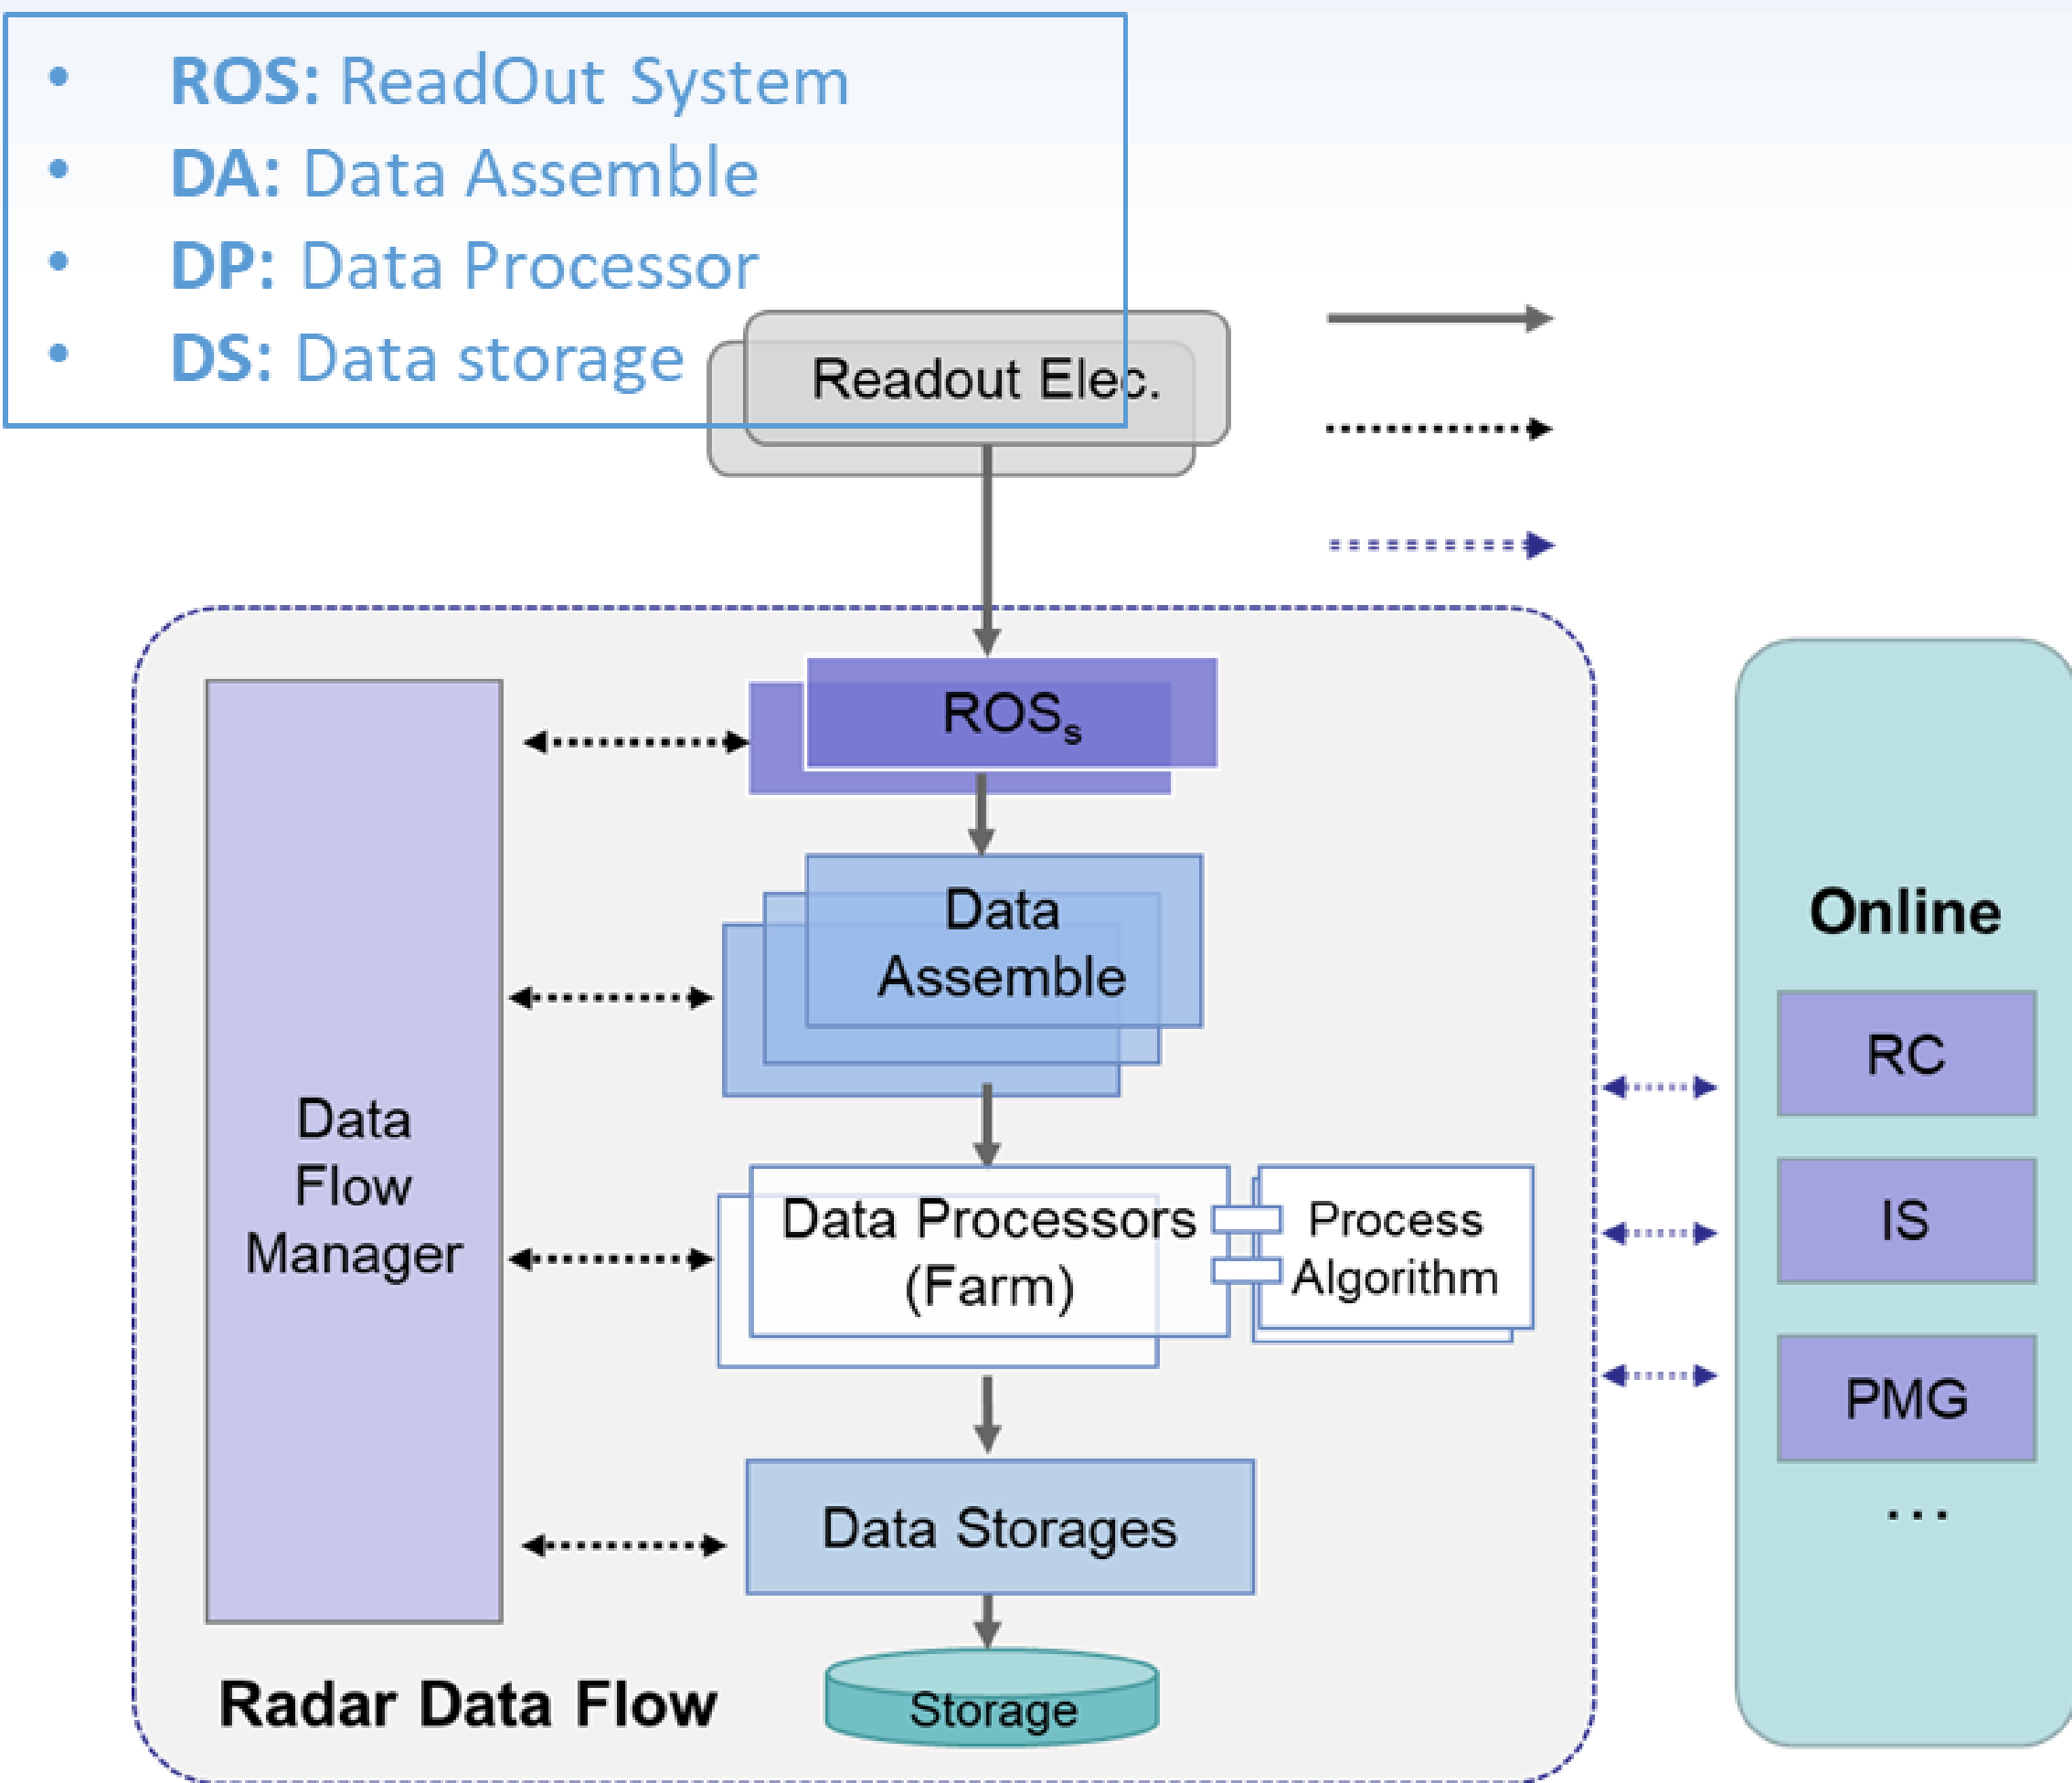 • ROS: ReadOut System
• DA: Data Assemble
• DP: Data Processor
• DS: Data storage
Readout Elec.
ROSs
Data
Assemble
Data
Flow
Manager
Data Processors
(Farm)
Process
Algorithm
Data Storages
Storage
Radar Data Flow
Online
RC
IS
PMG
...